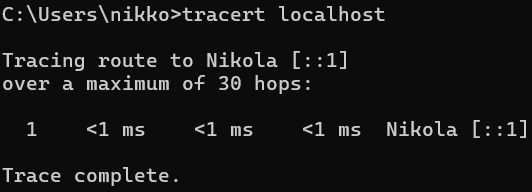 C:\Users\nikko>tracert localhost
Tracing route to Nikola [::1]
over a maximum of 30 hops:
1 <1 ms <1 ms <1 ms Nikola [::1]
Trace complete.